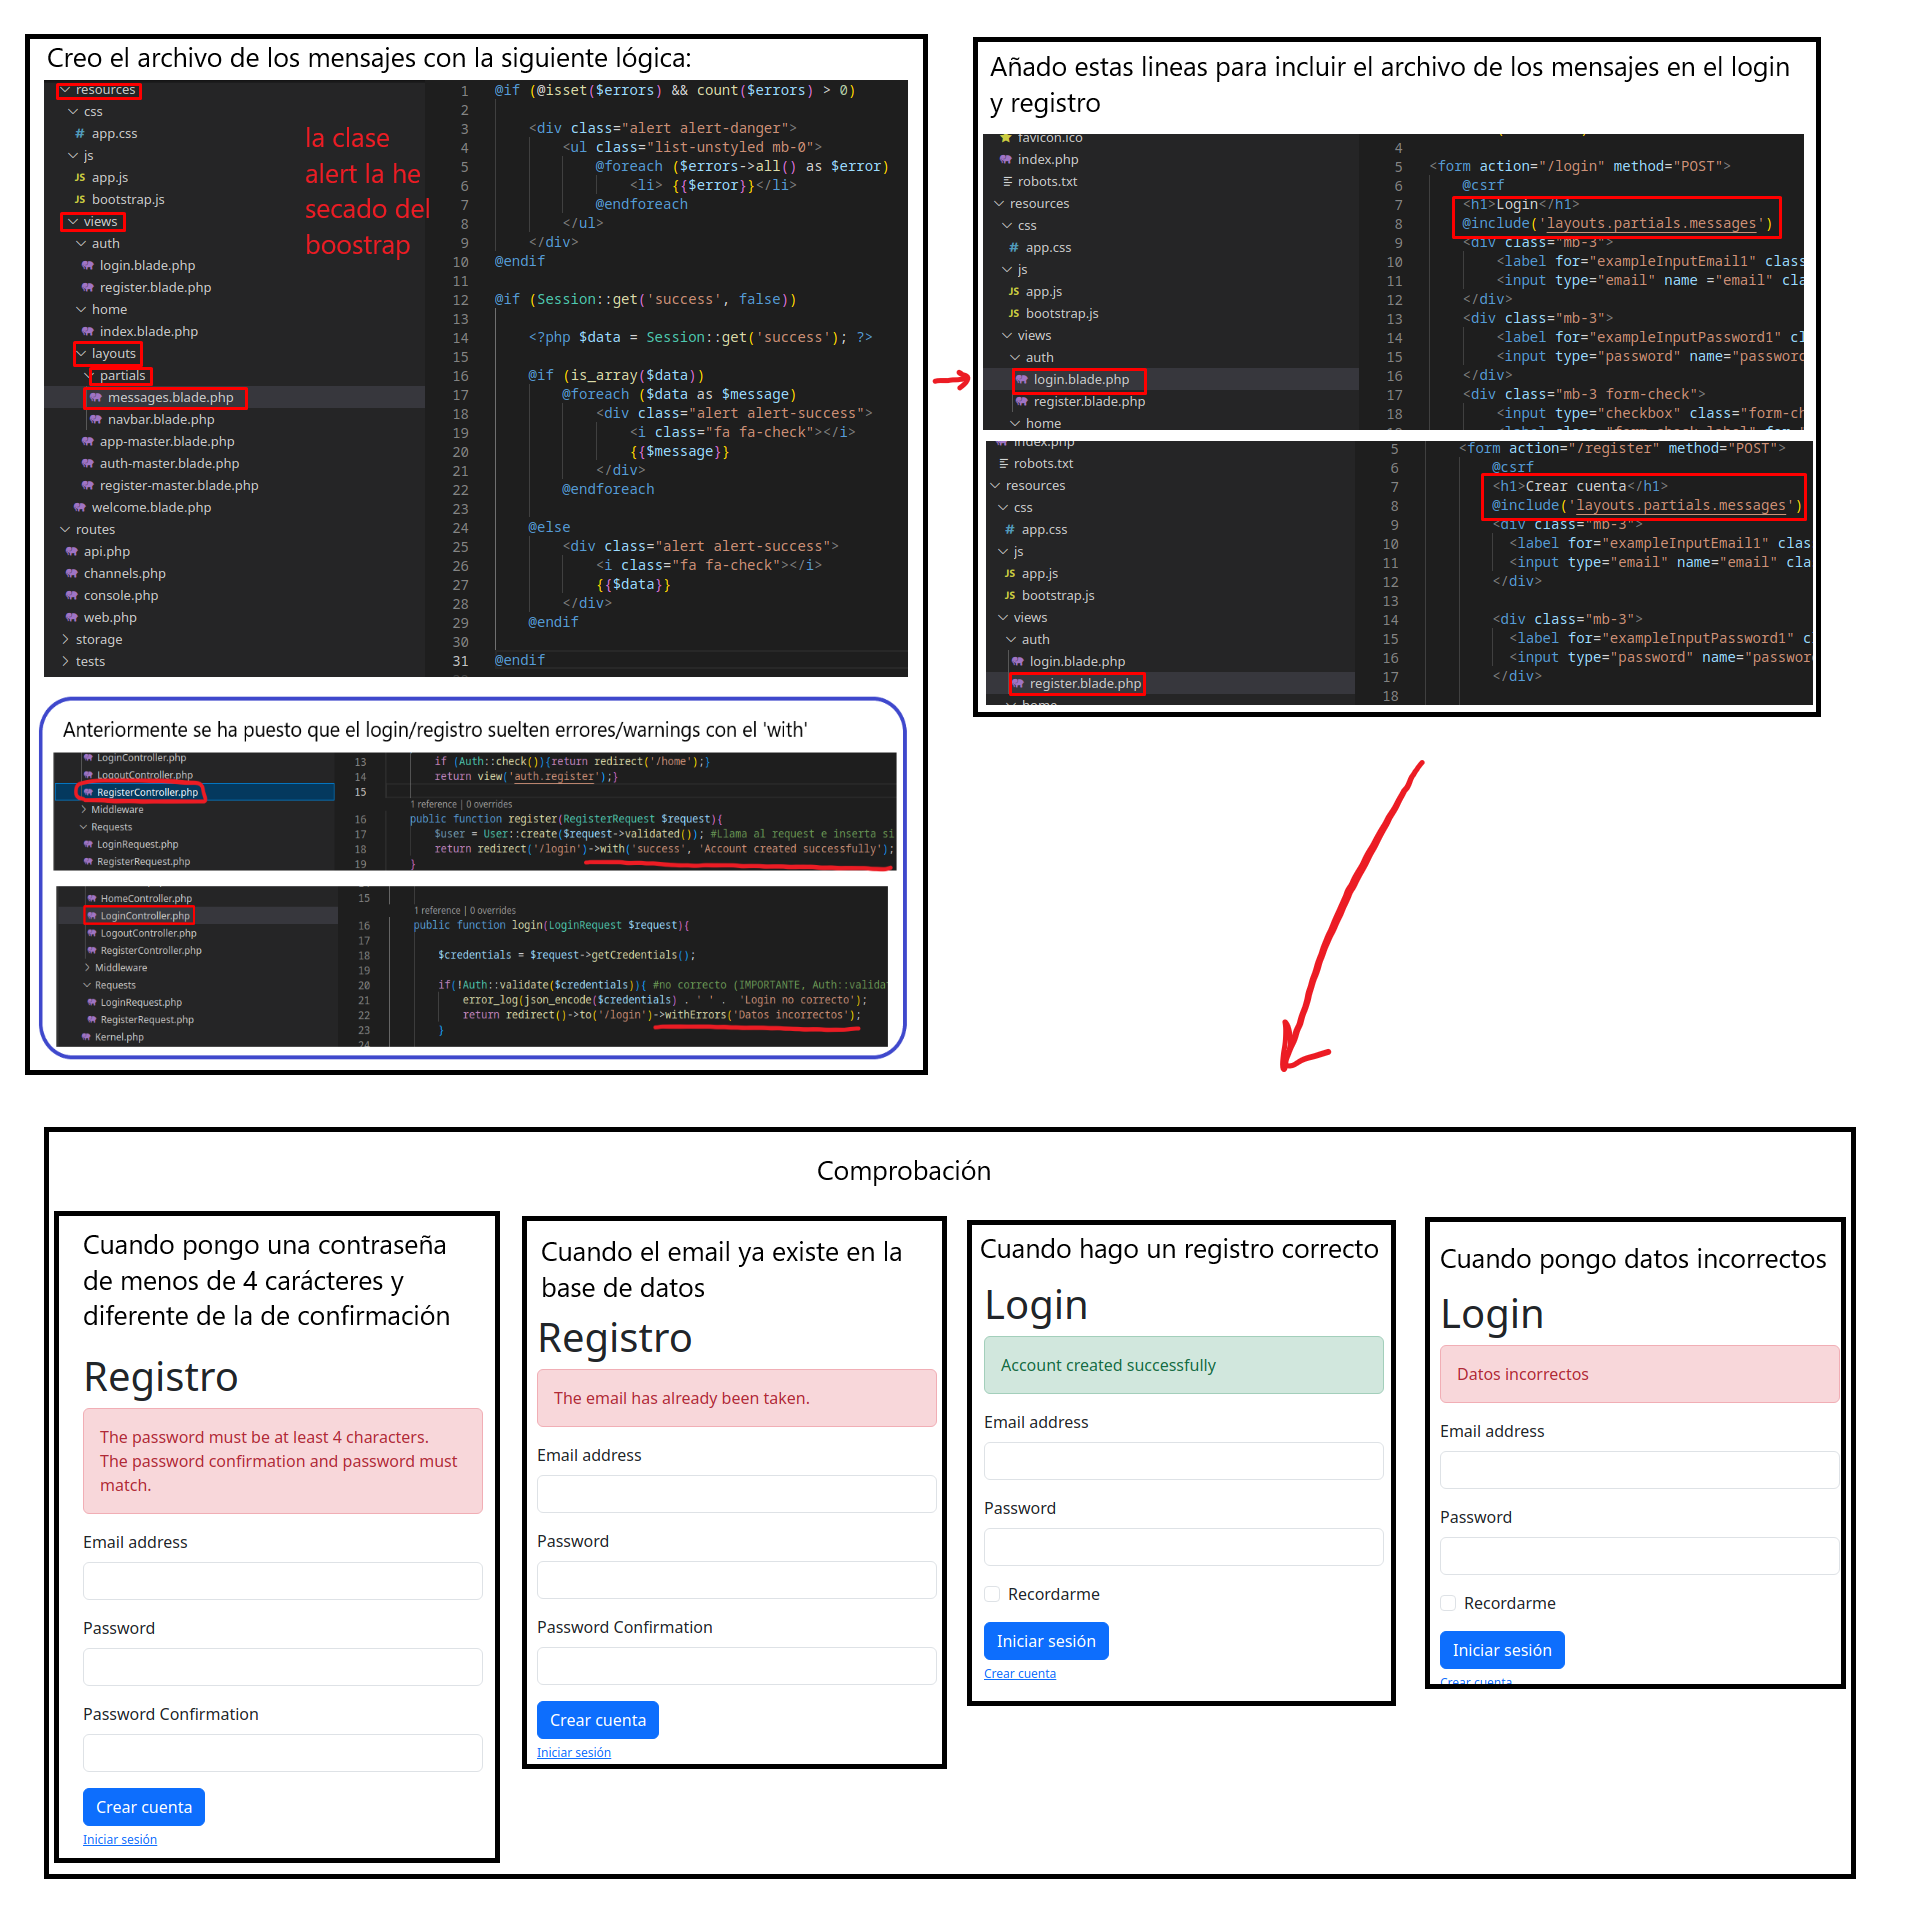 Creo el archivo de los mensajes con la siguiente lógica:
resources
css
app.css
js
app.js
bootstrap.js
views
auth
login.blade.php
register.blade.php
home
index.blade.php
layouts
partials
messages.blade.php
navbar.blade.php
app-master.blade.php
auth-master.blade.php
register-master.blade.php
welcome.blade.php
routes
api.php
channels.php
console.php
web.php
storage
tests
la clase
alert la he
secado del
boostrap
1 @if (@isset($errors) && count($errors) > 0)
2
3 <div class="alert alert-danger">
4 <ul class="list-unstyled mb-0">
5 @foreach ($errors->all() as $error)
6 <li> {{$error}}</li>
7 @endforeach
8 </ul>
9 </div>
10 @endif
11
12 @if (Session::get('success', false))
13
14 <?php $data = Session::get('success'); ?>
15
16 @if (is_array($data))
17 @foreach ($data as $message)
18 <div class="alert alert-success">
19 <i class="fa fa-check"></i>
20 {{$message}}
21 </div>
22 @endforeach
23
24 @else
25 <div class="alert alert-success">
26 <i class="fa fa-check"></i>
27 {{$data}}
28 </div>
29 @endif
30
31 @endif
Anteriormente se ha puesto que el login/registro suelten errores/warnings con el 'with'
LoginController.php
LogoutController.php
RegisterController.php
Middleware
Requests
LoginRequest.php
RegisterRequest.php
13 if (Auth::check()){return redirect('/home');}
14 return view('auth.register');}
15
1 reference | 0 overrides
16 public function register(RegisterRequest $request){
17 $user = User::create($request->validated()); #Llama al request e inserta si
18 return redirect('/login')->with('success', 'Account created successfully');
19 }
HomeController.php
LoginController.php
LogoutController.php
RegisterController.php
Middleware
Requests
LoginRequest.php
RegisterRequest.php
Kernel.php
15
1 reference | 0 overrides
16 public function login(LoginRequest $request){
17
18 $credentials = $request->getCredentials();
19
20 if(!Auth::validate($credentials)){ #no correcto (IMPORTANTE, Auth::valida
21 error_log(json_encode($credentials) . ' ' . 'Login no correcto');
22 return redirect()->to('/login')->withErrors('Datos incorrectos');
23 }
24
Añado estas lineas para incluir el archivo de los mensajes en el login
y registro
favicon.ico
index.php
robots.txt
resources
css
app.css
js
app.js
bootstrap.js
views
auth
login.blade.php
register.blade.php
home
4
5 <form action="/login" method="POST">
6 @csrf
7 <h1>Login</h1>
8 @include('layouts.partials.messages')
9 <div class="mb-3">
10 <label for="exampleInputEmail1" class
11 <input type="email" name ="email" cla
12 </div>
13 <div class="mb-3">
14 <label for="exampleInputPassword1" cl
15 <input type="password" name="password
16 </div>
17 <div class="mb-3 form-check">
18 <input type="checkbox" class="form-ch
index.php
robots.txt
resources
css
app.css
js
app.js
bootstrap.js
views
auth
login.blade.php
register.blade.php
home
5 <form action="/register" method="POST">
6 @csrf
7 <h1>Crear cuenta</h1>
8 @include('layouts.partials.messages')
9 <div class="mb-3">
10 <label for="exampleInputEmail1" clas
11 <input type="email" name="email" cla
12 </div>
13
14 <div class="mb-3">
15 <label for="exampleInputPassword1" c
16 <input type="password" name="passwor
17 </div>
18
Comprobación
Cuando pongo una contraseña
de menos de 4 carácteres y
diferente de la de confirmación
Registro
The password must be at least 4 characters.
The password confirmation and password must
match.
Email address
Password
Password Confirmation
Crear cuenta
Iniciar sesión
Cuando el email ya existe en la
base de datos
Registro
The email has already been taken.
Email address
Password
Password Confirmation
Crear cuenta
Iniciar sesión
Cuando hago un registro correcto
Login
Account created successfully
Email address
Password
Recordarme
Iniciar sesión
Crear cuenta
Cuando pongo datos incorrectos
Login
Datos incorrectos
Email address
Password
Recordarme
Iniciar sesión
Crear cuenta